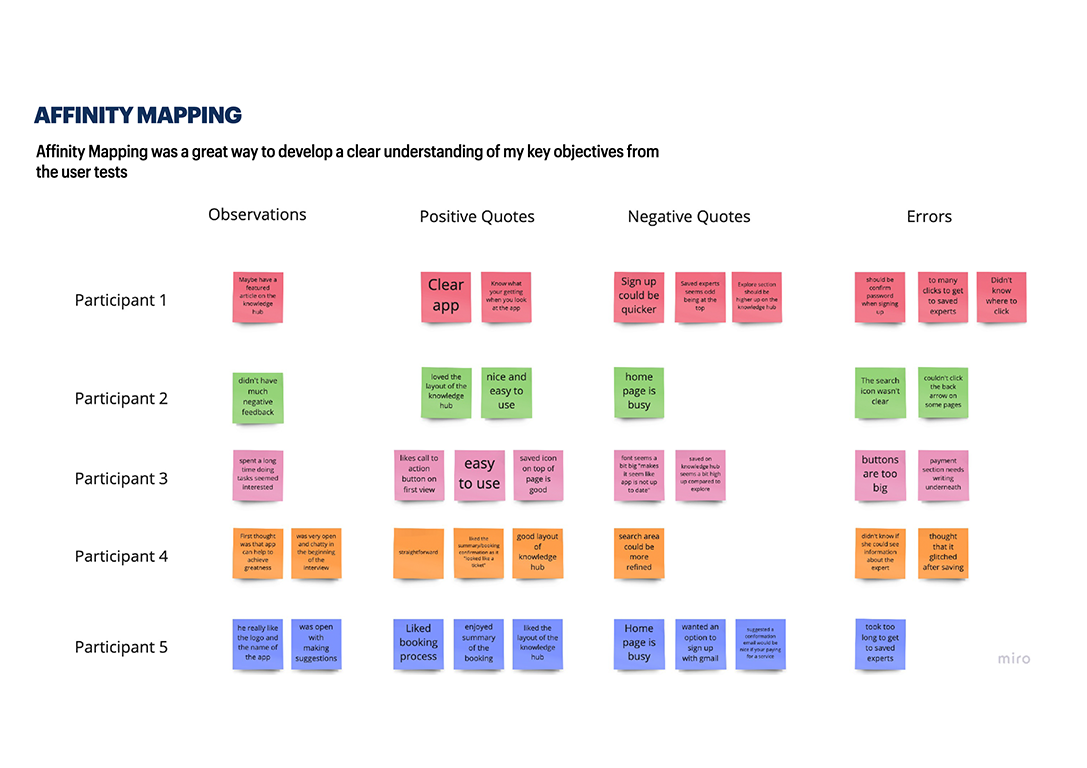 AFFINITY MAPPING
Affinity Mapping was a great way to develop a clear understanding of my key objectives from
the user tests
Observations
Positive Quotes
Negative Quotes
Errors
Participant 1
Maybe have a
featured
article on the
knowledge
hub
Clear
app
Know what
your getting
when you look
at the app
Sign up
could be
quicker
Saved experts
seems odd
being at the
top
Explore section
should be
higher up on the
knowledge hub
should be
confirm
password
when signing
up
to many
clicks to get
to saved
experts
Didn't
know
where to
click
Participant 2
didn't have
much
negative
feedback
loved the
layout of the
knowledge
hub
nice and
easy to
use
home
page is
busy
The search
icon wasn't
clear
couldn't click
the back
arrow on
some pages
Participant 3
spent a long
time doing
tasks seemed
interested
likes call to
action
button on
first view
easy
to use
saved icon
on top of
page is
good
font seems a
bit big "makes
it seem like
app is not up
to date"
saved on
knowledge hub
seems a bit high
up compared to
explore
buttons
are too
big
payment
section needs
writing
underneath
Participant 4
First thought
was that app
can help to
achieve
greatness
was very open
and chatty in
the beginning
of the
interview
straightforward
liked the
summary/booking
confirmation as it
"looked like a
ticket"
good layout
of
knowledge
hub
search area
could be
more
refined
didn't know if
she could see
information
about the
expert
thought
that it
glitched
after saving
Participant 5
he really like
the logo and
the name of
the app
was open
with
making
suggestions
Liked
booking
process
enjoyed
summary
of the
booking
liked the
layout of the
knowledge
hub
Home
page is
busy
wanted an
option to
sign up
with gmail
suggested a
confirmation
email would be
nice if your paying
for a service
took too
long to get
to saved
experts
miro